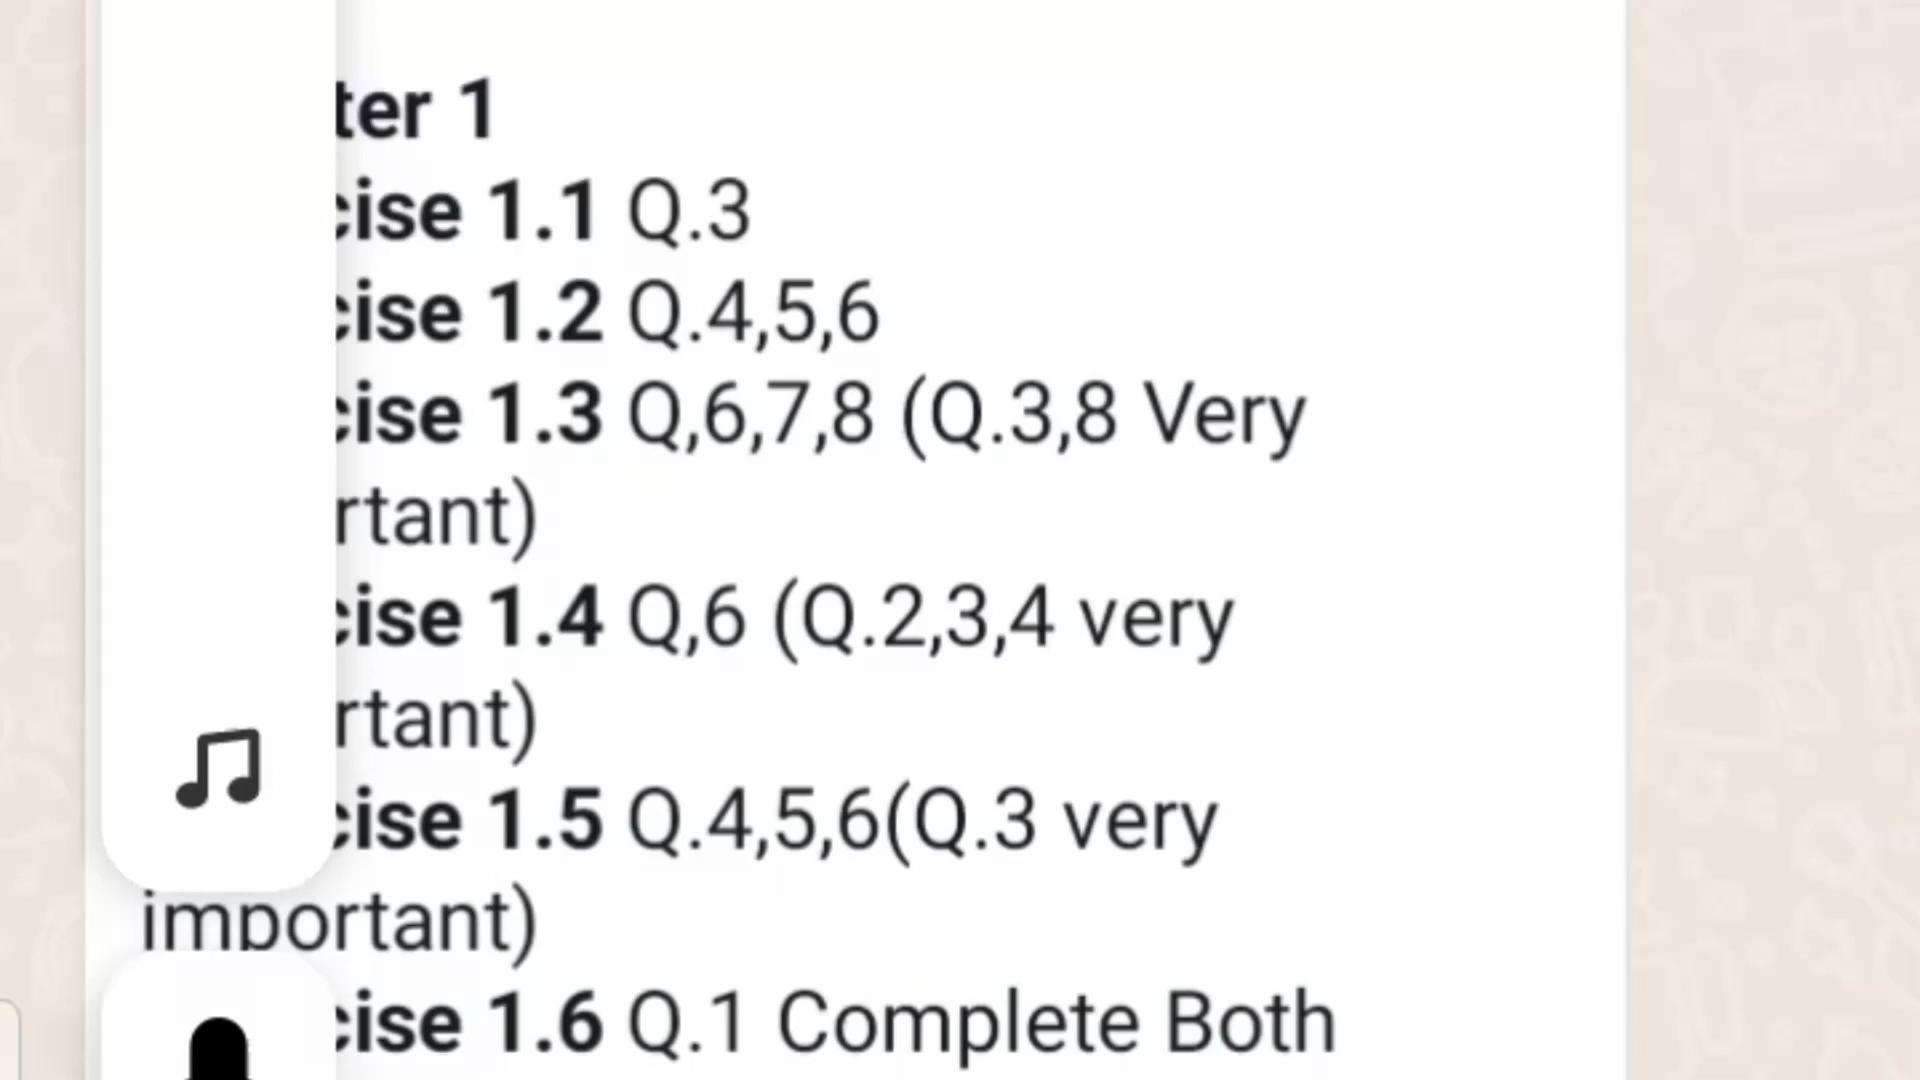 ter 1
cise 1.1 Q.3
cise 1.2 Q.4,5,6
cise 1.3 Q,6,7,8 (Q.3,8 Very
rtant)
cise 1.4 Q,6 (Q.2,3,4 very
rtant)
cise 1.5 Q.4,5,6(Q.3 very
important)
cise 1.6 Q.1 Complete Both